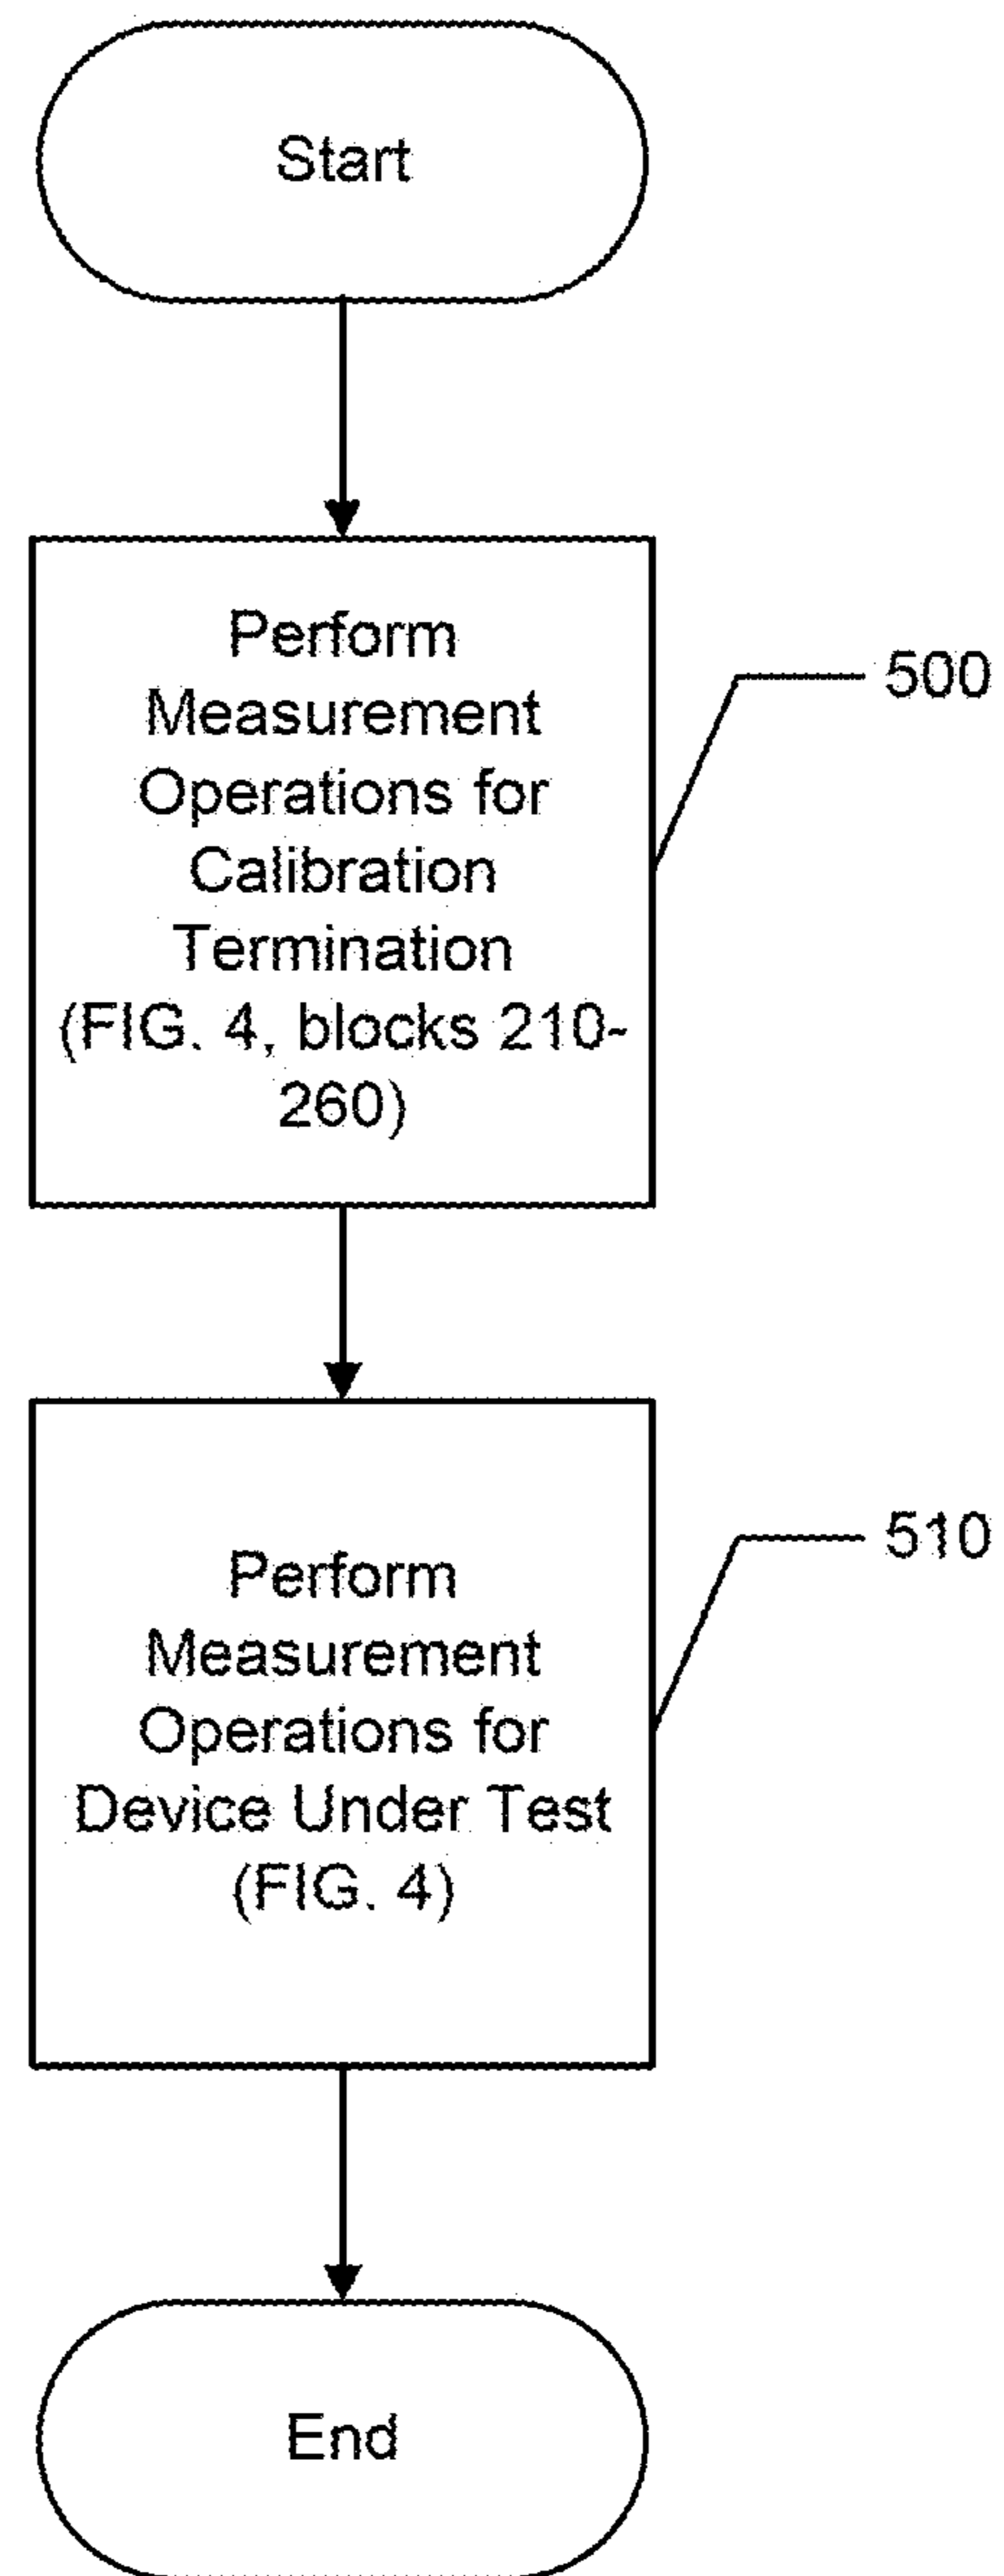 Start
Perform
Measurement
Operations for
Calibration
Termination
(FIG. 4, blocks 210-
260)
500
Perform
Measurement
Operations for
Device Under Test
(FIG. 4)
510
End